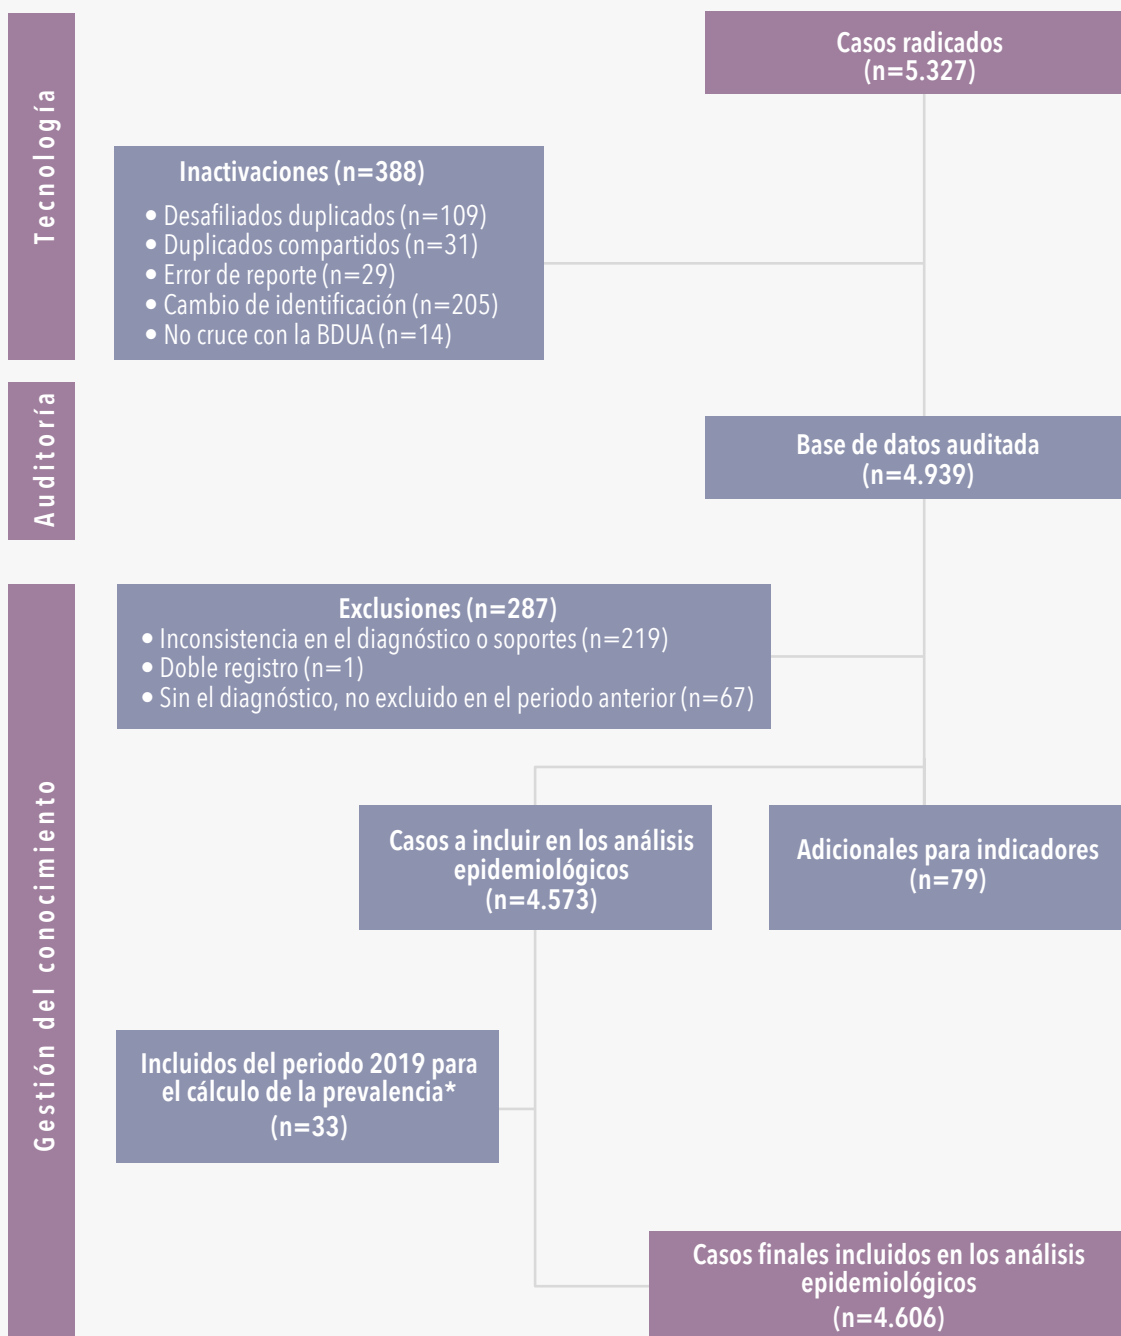 Tecnología
Casos radicados
(n=5.327)
Inactivaciones (n=388)
• Desafiliados duplicados (n=109)
• Duplicados compartidos (n=31)
• Error de reporte (n=29)
• Cambio de identificación (n=205)
• No cruce con la BDUA (n=14)
Auditoría
Base de datos auditada
(n=4.939)
Gestión del conocimiento
Exclusiones (n=287)
• Inconsistencia en el diagnóstico o soportes (n=219)
• Doble registro (n=1)
• Sin el diagnóstico, no excluido en el periodo anterior (n=67)
Casos a incluir en los análisis
epidemiológicos
(n=4.573)
Adicionales para indicadores
(n=79)
Incluidos del periodo 2019 para
el cálculo de la prevalencia*
(n=33)
Casos finales incluidos en los análisis
epidemiológicos
(n=4.606)